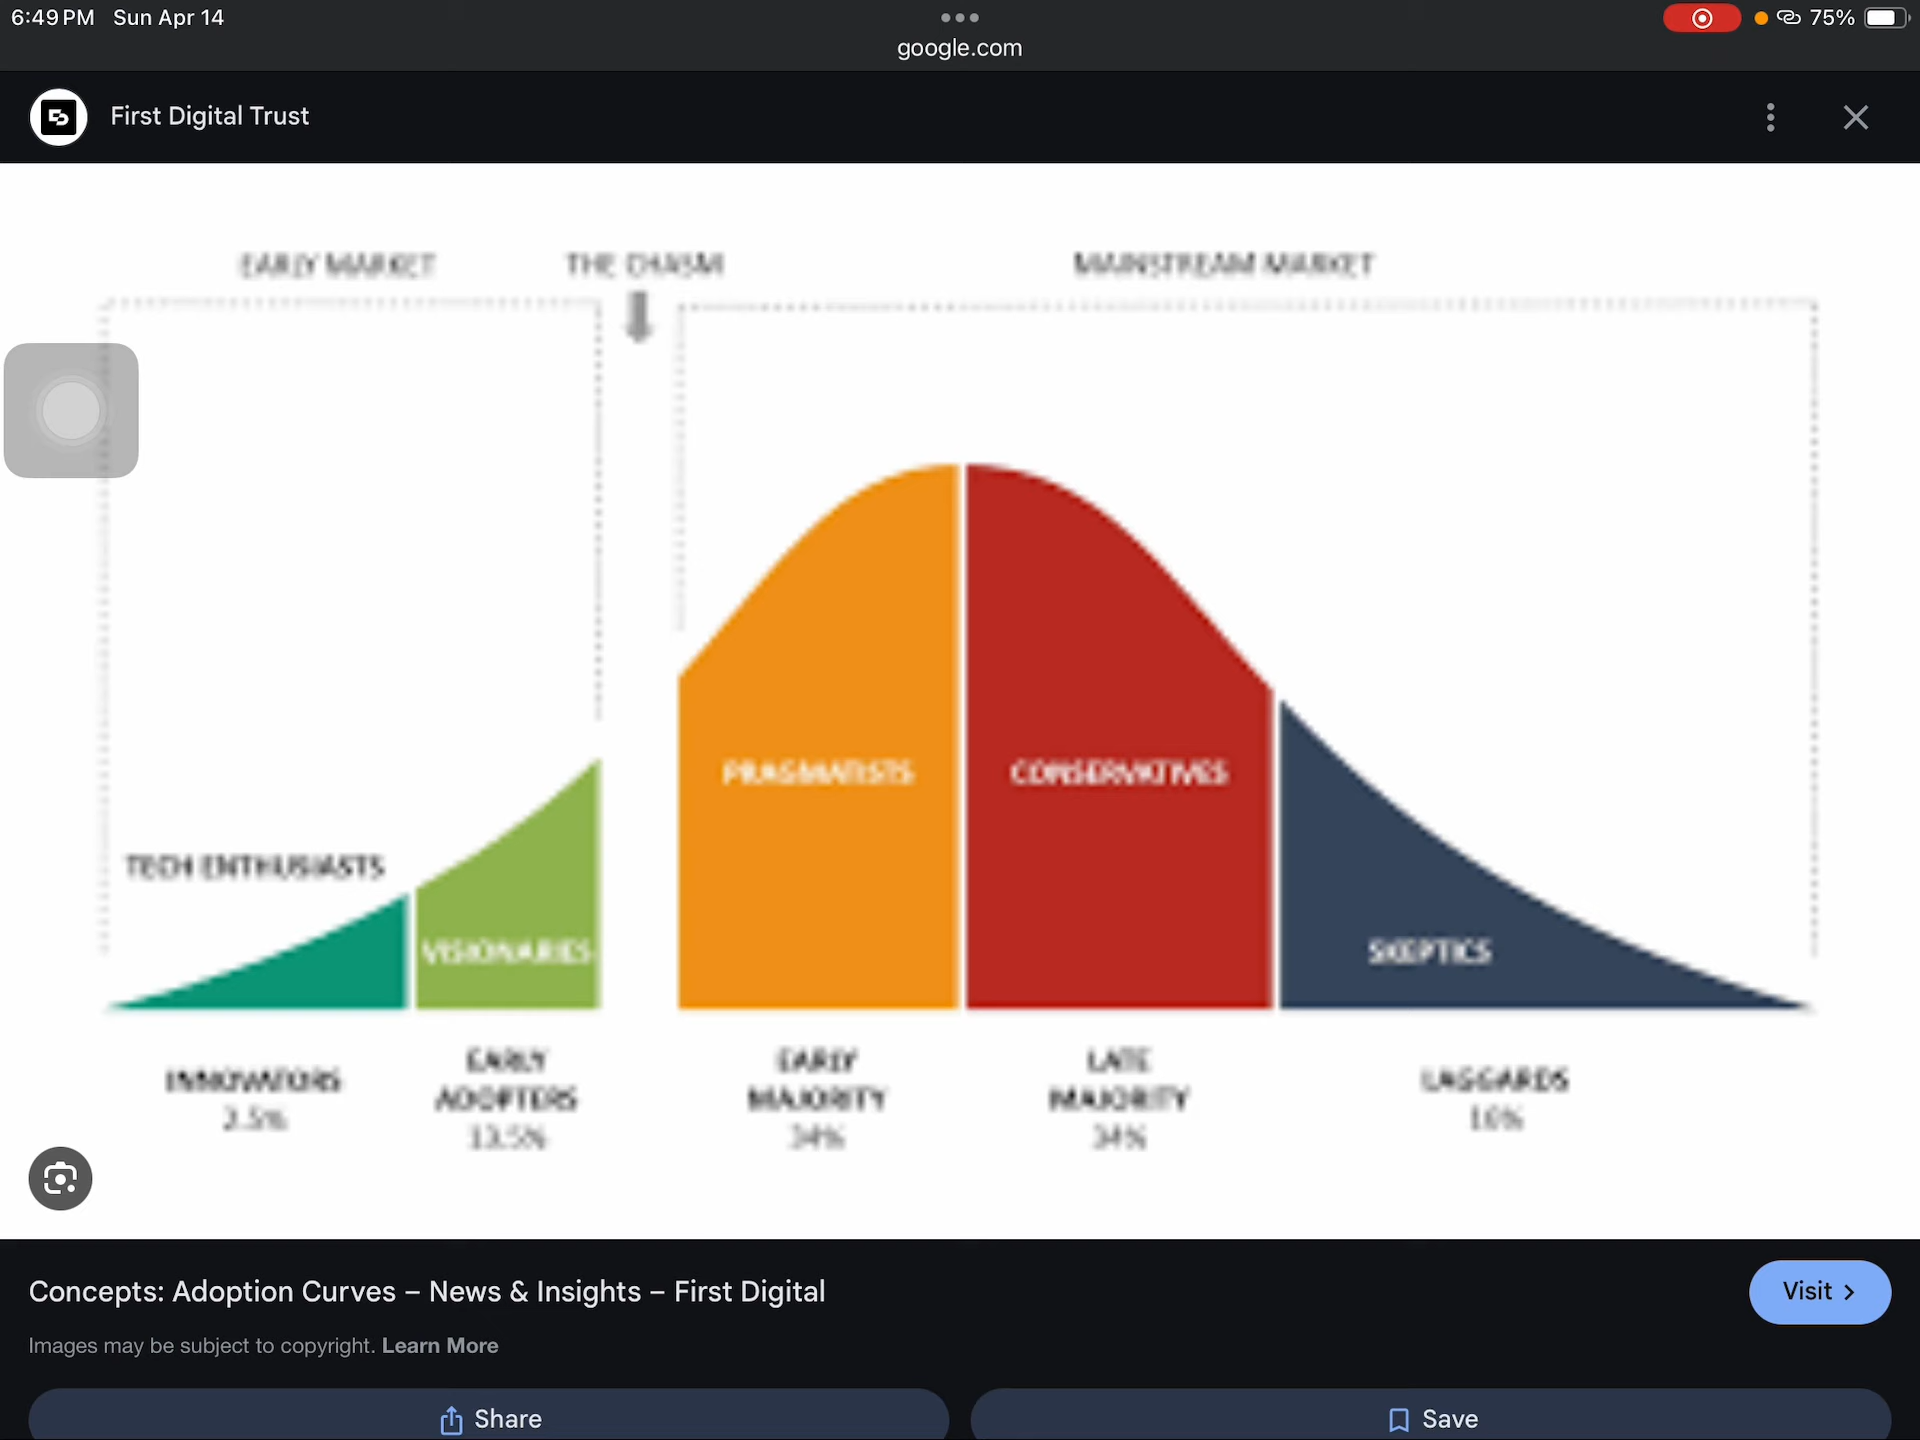 6:49 PM Sun Apr 14
75%
google.com
First Digital Trust
EARLY MARKET
THE CHASM
MAINSTREAM MARKET
PRAGMATISTS
CONSERVATIVES
TECH ENTHUSIASTS
VISIONARIES
SKEPTICS
INNOVATORS
2.5%
EARLY
ADOPTERS
13.5%
EARLY
MAJORITY
34%
LATE
MAJORITY
34%
LAGGARDS
16%
Concepts: Adoption Curves – News & Insights – First Digital
Visit
Images may be subject to copyright. Learn More
Share
Save